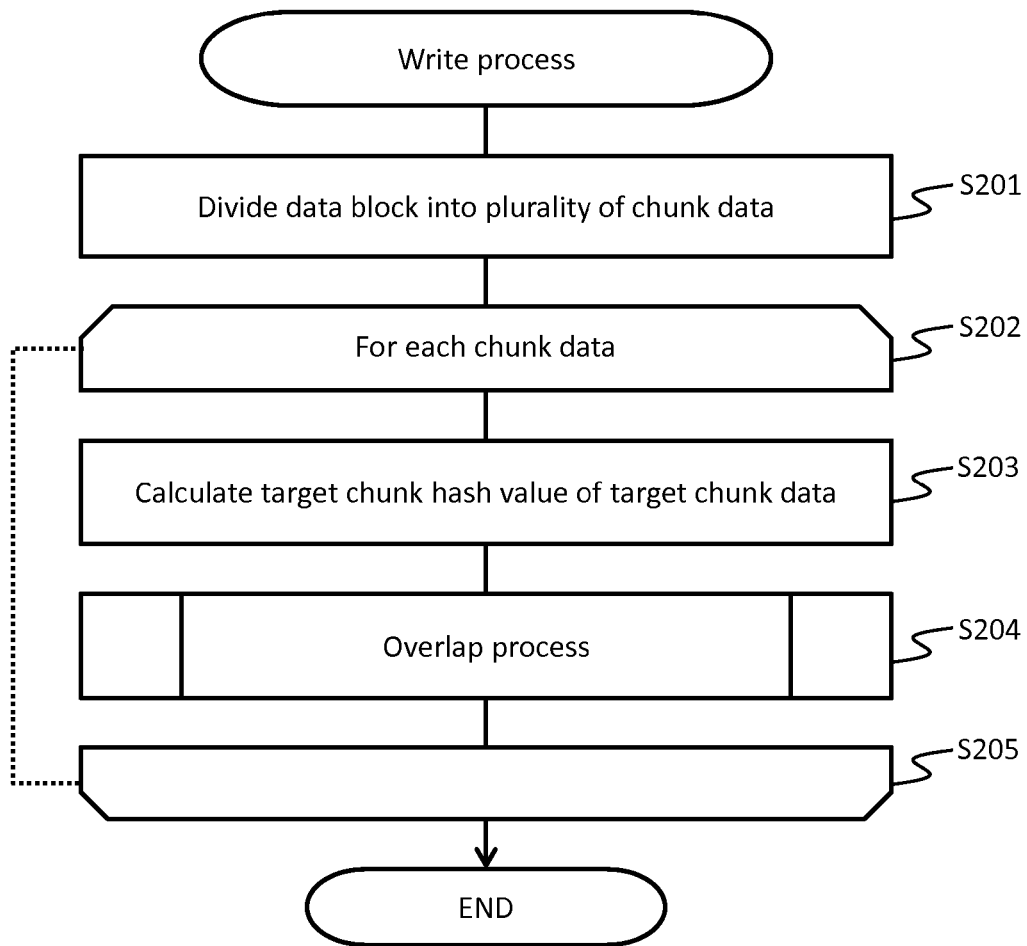 Write process
Divide data block into plurality of chunk data
S201
For each chunk data
S202
Calculate target chunk hash value of target chunk data
S203
Overlap process
S204
S205
END